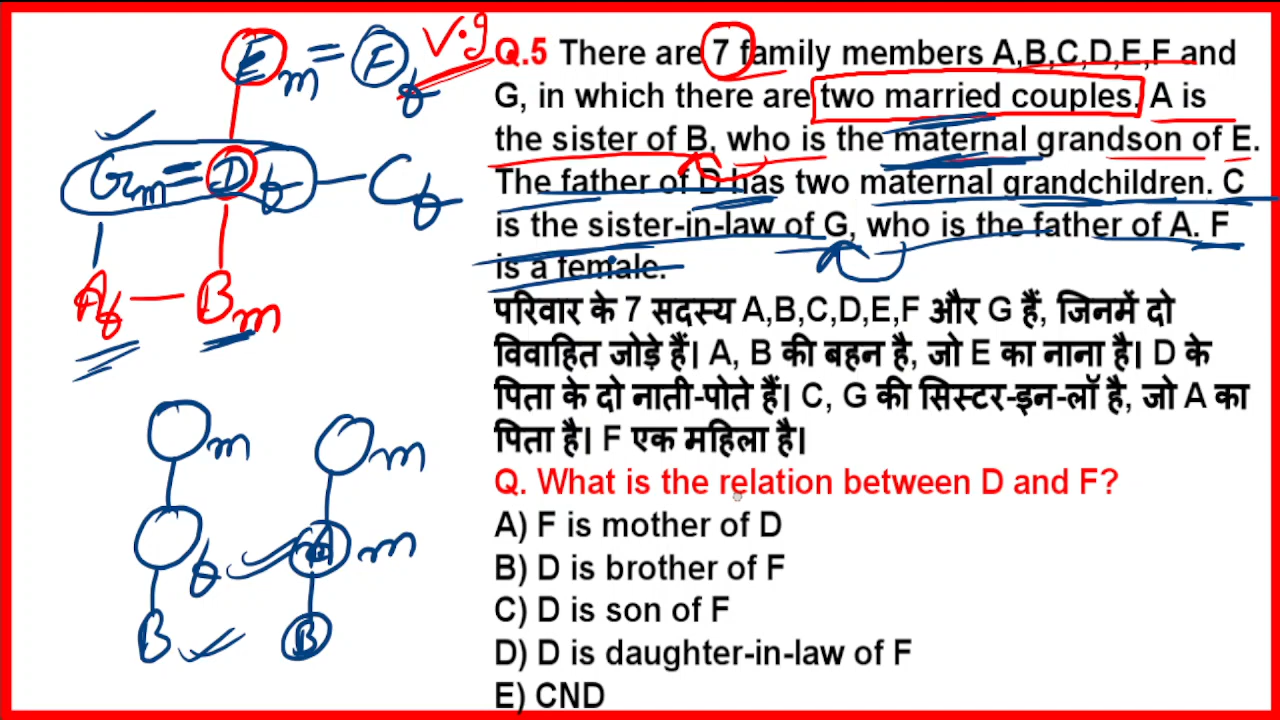 Q.5 There are 7 family members A,B,C,D,E,F and
G, in which there are two married couples. A is
the sister of B, who is the maternal grandson of E.
The father of D has two maternal grandchildren. C
is the sister-in-law of G, who is the father of A. F
is a female.
परिवार के 7 सदस्य A,B,C,D,E,F और G हैं, जिनमें दो
विवाहित जोड़े हैं। A, B की बहन है, जो E का नाना है। D के
पिता के दो नाती-पोते हैं। C, G की सिस्टर-इन-लॉ है, जो A का
पिता है। F एक महिला है।
Q. What is the relation between D and F?
A) F is mother of D
B) D is brother of F
C) D is son of F
D) D is daughter-in-law of F
E) CND
E m = F f
V.g
G m = D f — C f
A f — B m
m m
f m
B B